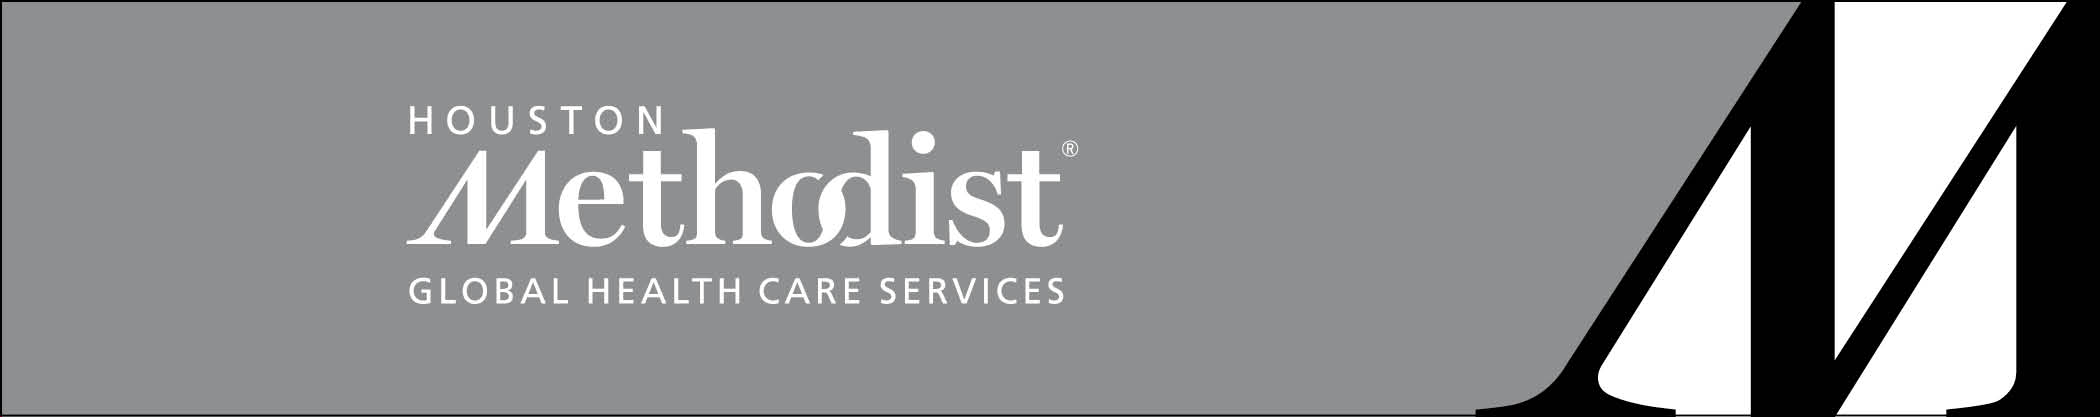 HOUSTON
Methodist®
GLOBAL HEALTH CARE SERVICES